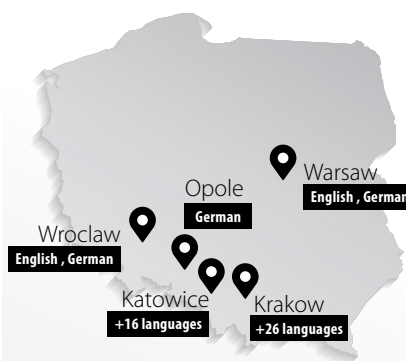 Warsaw
English , German
Opole
German
Wroclaw
English , German
Katowice
+16 languages
Krakow
+26 languages